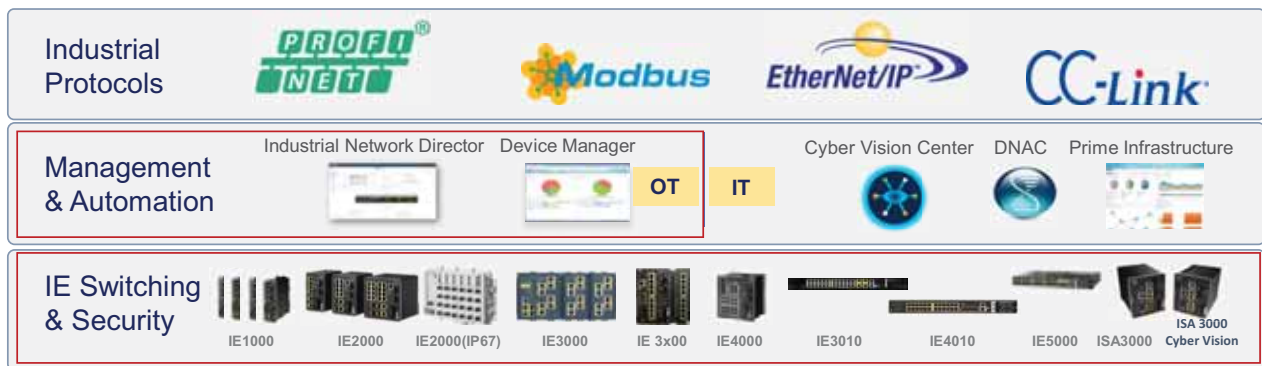 Industrial
Protocols
PROFI
NET
®
Modbus
EtherNet/IP
CC-Link
Management
& Automation
Industrial Network Director
Device Manager
OT
IT
Cyber Vision Center
DNAC
Prime Infrastructure
IE Switching
& Security
IE1000
IE2000
IE2000(IP67)
IE3000
IE 3x00
IE4000
IE3010
IE4010
IE5000
ISA3000
ISA 3000
Cyber Vision